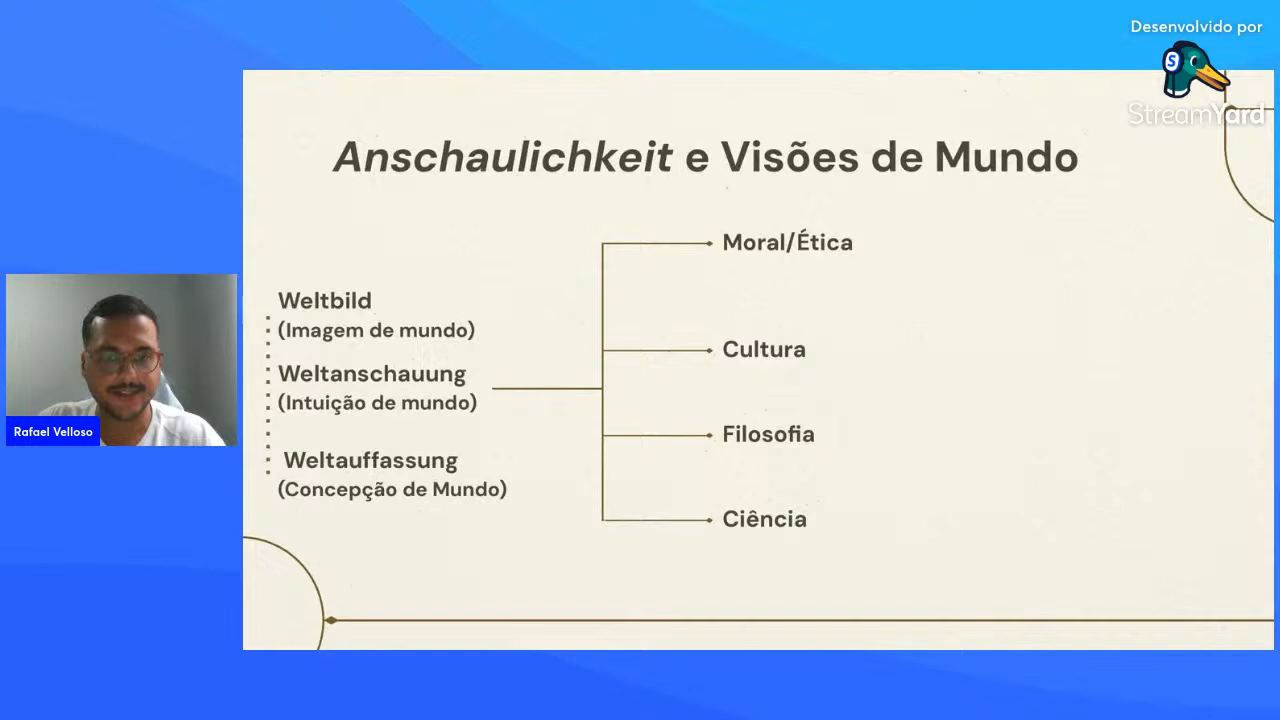 Desenvolvido por
StreamYard
Anschaulichkeit e Visões de Mundo
Weltbild
(Imagem de mundo)
Weltanschauung
(Intuição de mundo)
Weltauffassung
(Concepção de Mundo)
Moral/Ética
Cultura
Filosofia
Ciência
Rafael Velloso